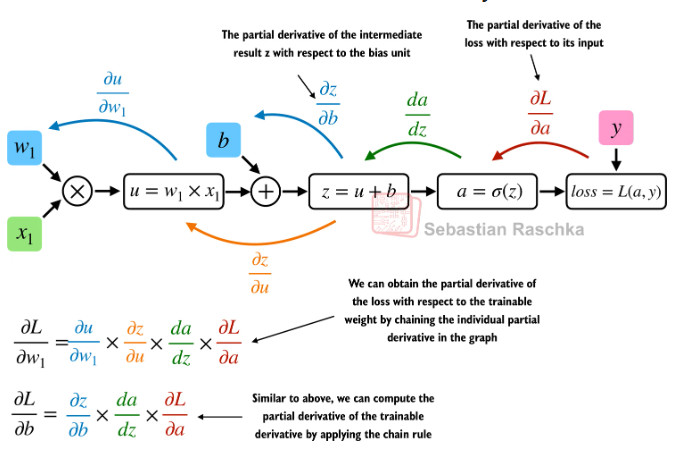 The partial derivative of the intermediate
result z with respect to the bias unit
The partial derivative of the
loss with respect to its input
∂u
∂w₁
∂z
∂b
da
dz
∂L
∂a
w₁
b
y
×
u = w₁ × x₁
+
z = u + b
a = σ(z)
loss = L(a, y)
x₁
Sebastian Raschka
∂z
∂u
We can obtain the partial derivative of
the loss with respect to the trainable
weight by chaining the individual partial
derivative in the graph
∂L/∂w₁ = ∂u/∂w₁ × ∂z/∂u × da/dz × ∂L/∂a
Similar to above, we can compute the
partial derivative of the trainable
derivative by applying the chain rule
∂L/∂b = ∂z/∂b × da/dz × ∂L/∂a